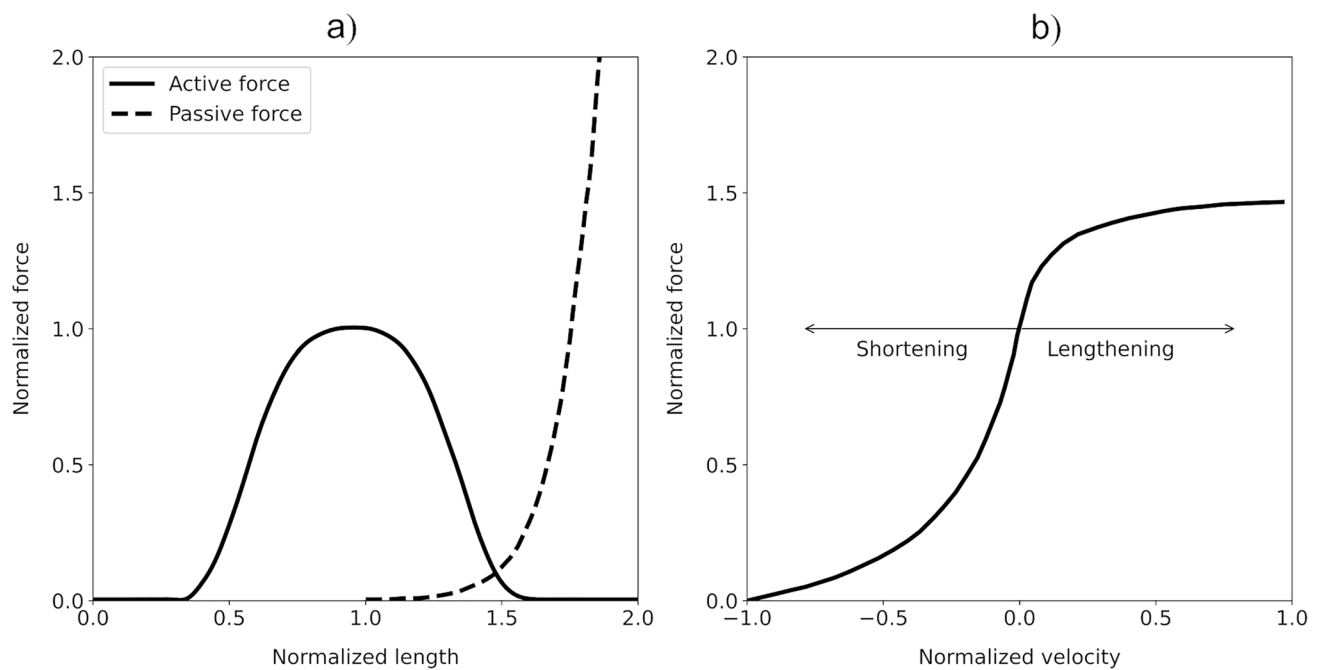 a)
2.0
1.5
1.0
0.5
0.0
Normalized force
Active force
Passive force
0.0 0.5 1.0 1.5 2.0
Normalized length
b)
2.0
1.5
1.0
0.5
0.0
Normalized force
Shortening Lengthening
−1.0 −0.5 0.0 0.5 1.0
Normalized velocity